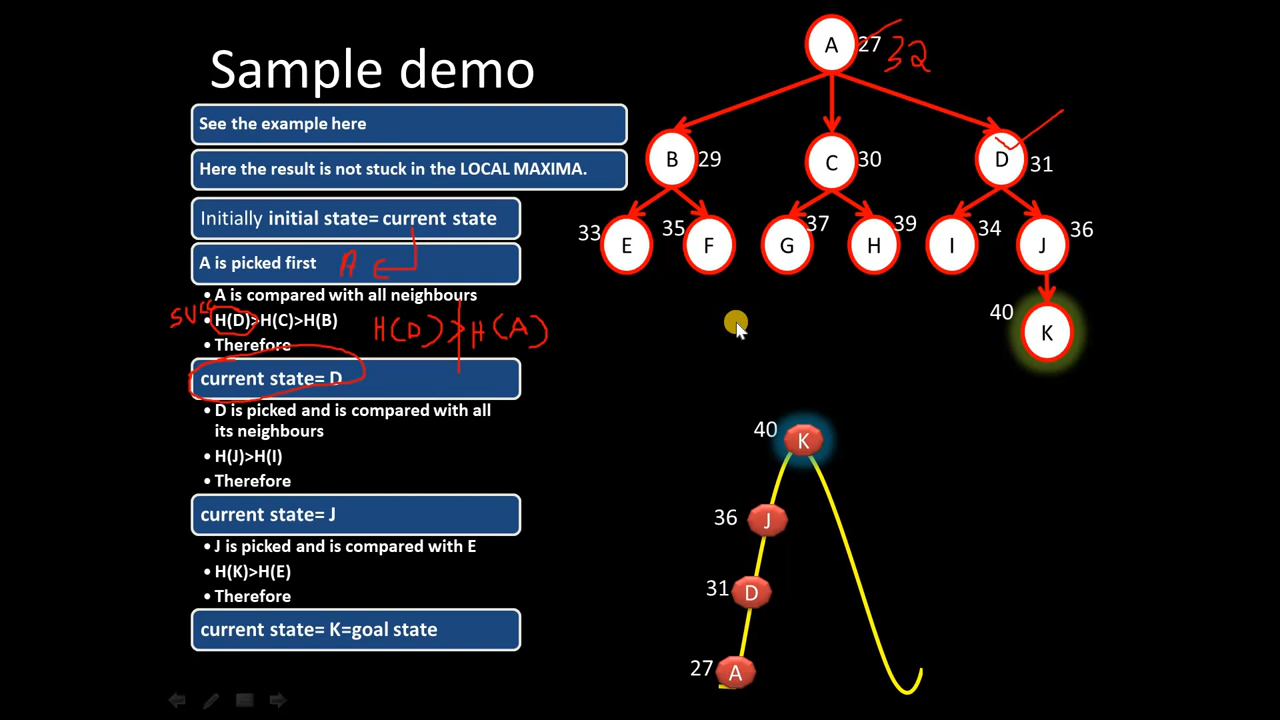 Sample demo
See the example here
Here the result is not stuck in the LOCAL MAXIMA.
Initially initial state= current state
A is picked first A
• A is compared with all neighbours
succ • H(D)>H(C)>H(B) H(D) > H(A)
• Therefore
current state= D
• D is picked and is compared with all
its neighbours
• H(J)>H(I)
• Therefore
current state= J
• J is picked and is compared with E
• H(K)>H(E)
• Therefore
current state= K=goal state
A 27 32
B 29 C 30 D 31
33 E 35 F G 37 H 39 I 34 J 36
40 K
40 K
36 J
31 D
27 A